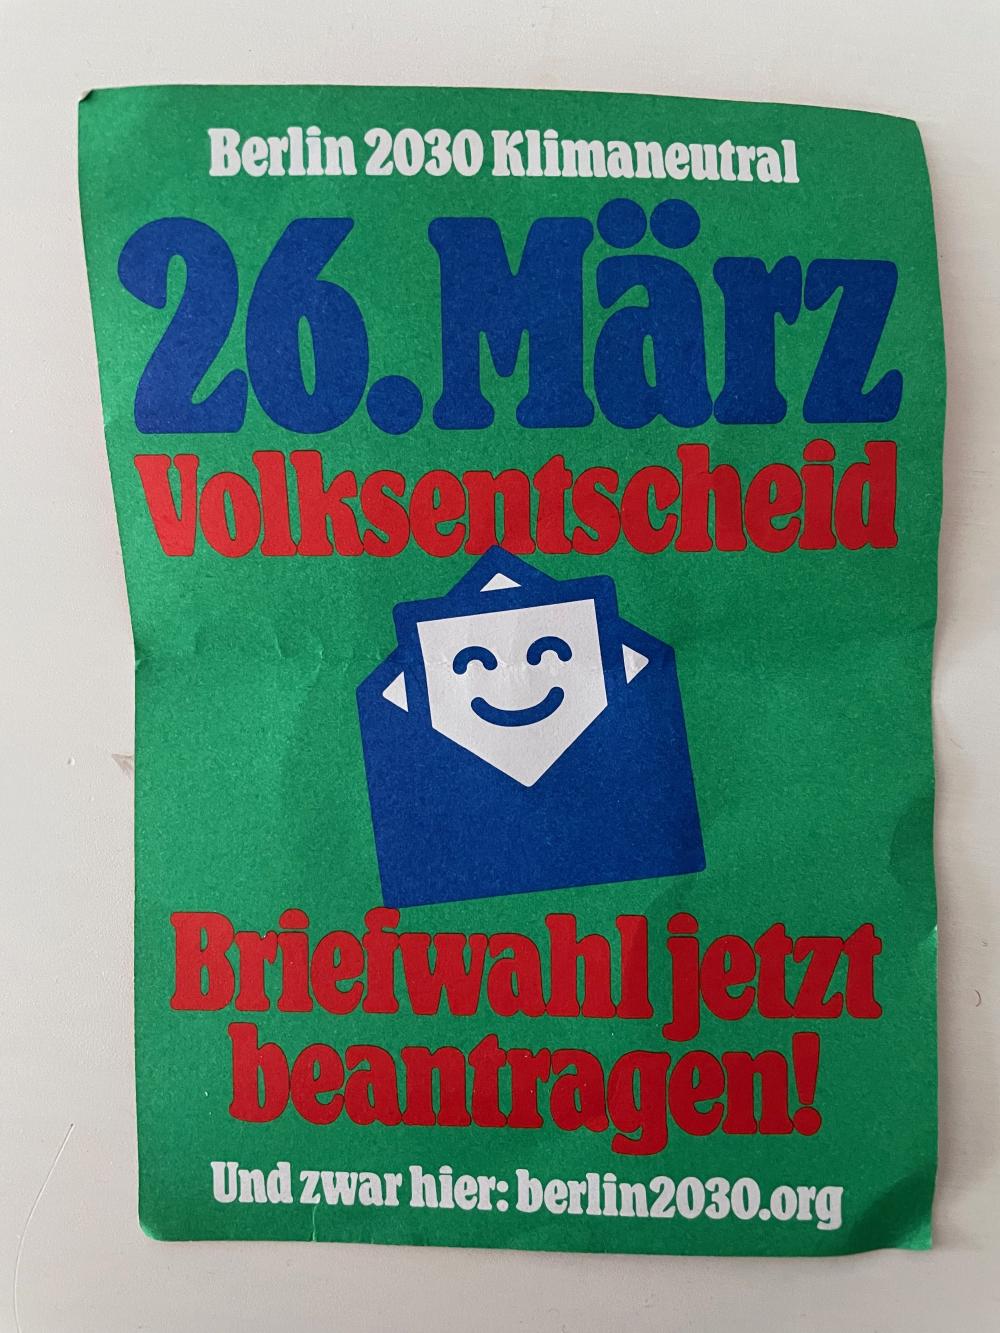 Berlin 2030 Klimaneutral
26. März
Volksentscheid
Briefwahl jetzt
beantragen!
Und zwar hier: berlin2030.org